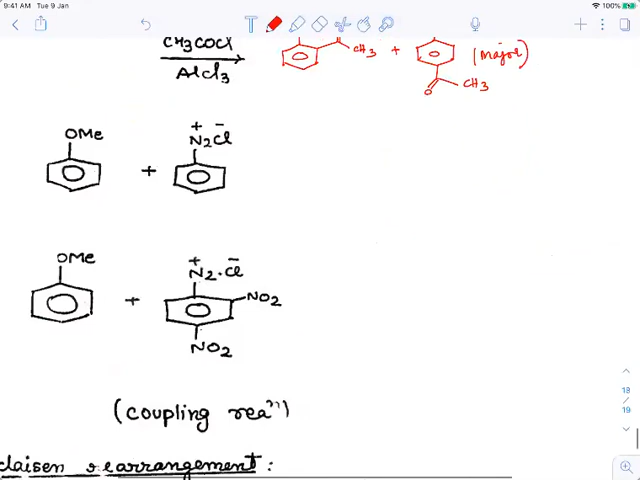 9:41 AM Tue 9 Jan
100%
CH3COCl
AlCl3
CH3 + (major)
O CH3
OMe
+
N2Cl
+ -
+
OMe
+
N2.Cl
+ -
NO2
NO2
+
(coupling rea^n)
claisen rearrangement:
18
/
19